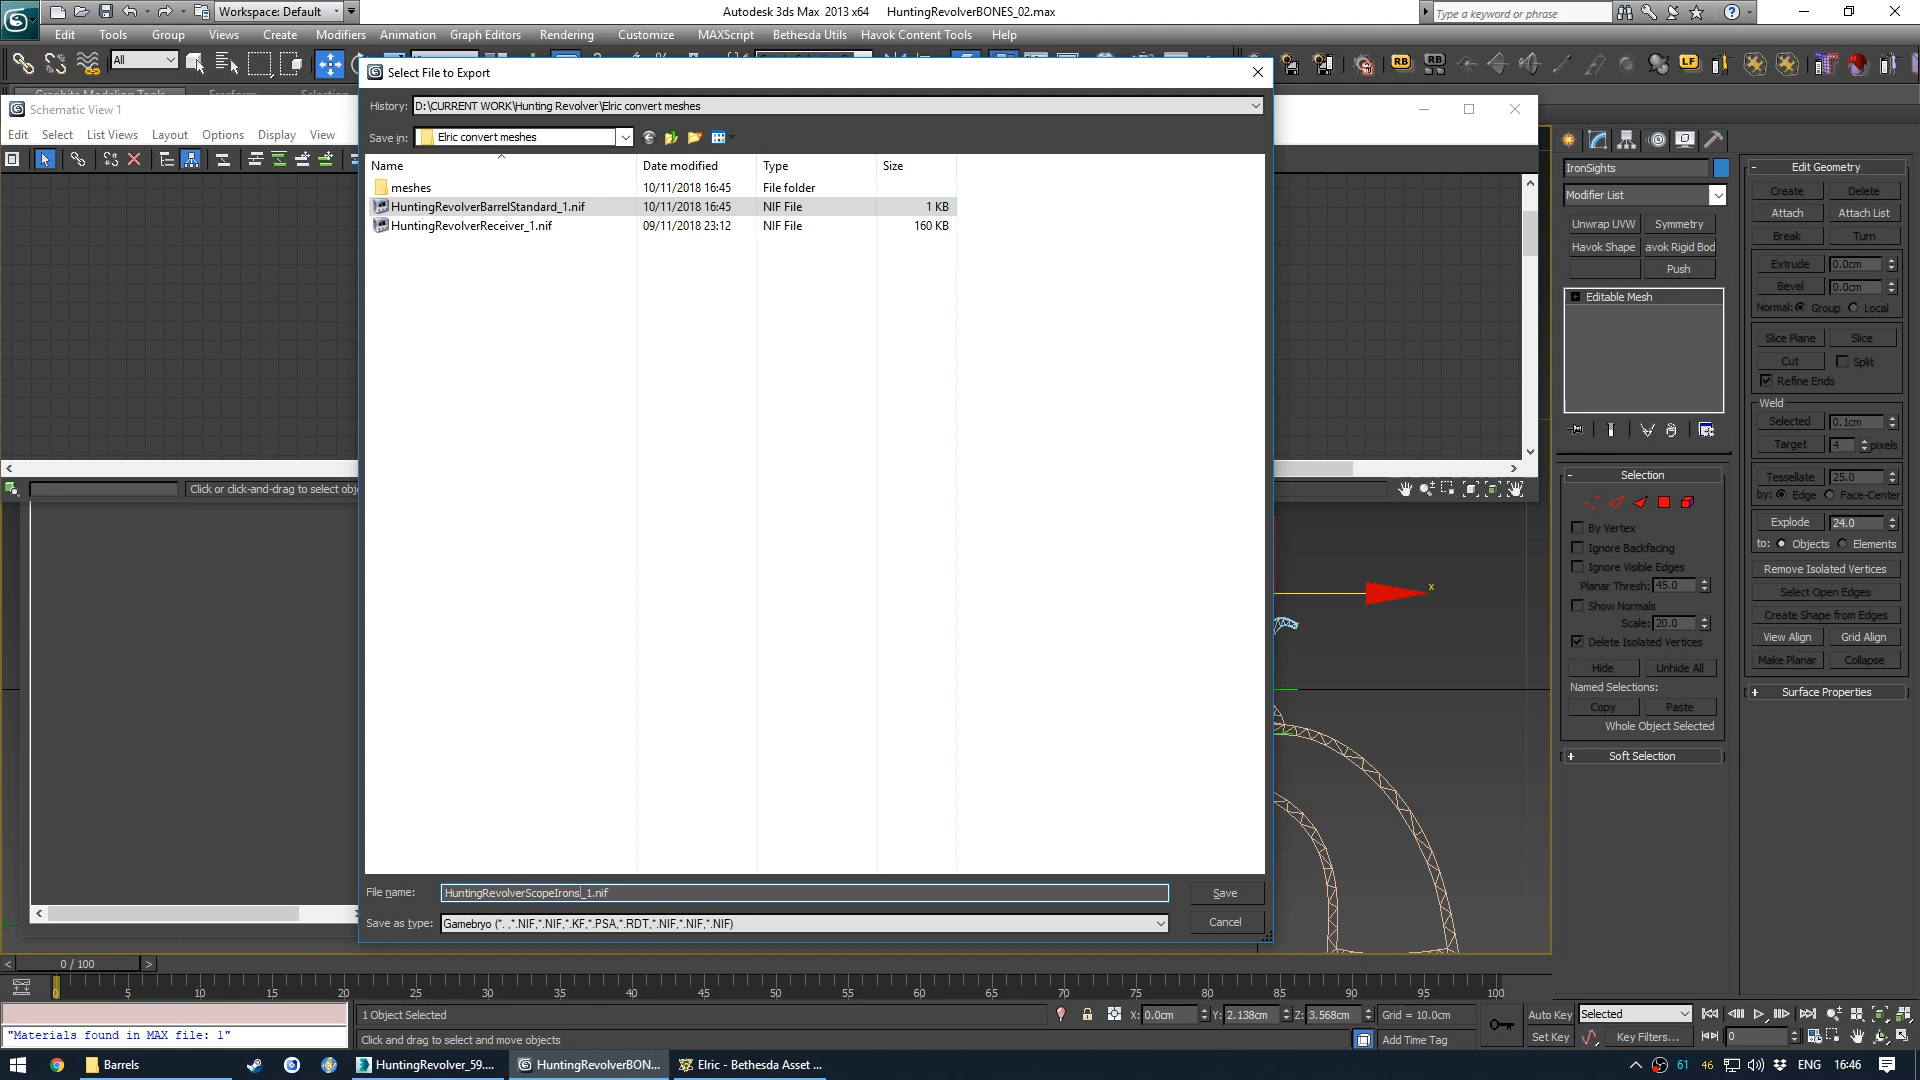 Workspace: Default
Autodesk 3ds Max 2013 x64 HuntingRevolverBONES_02.max
Type a keyword or phrase
Edit Tools Group Views Create Modifiers Animation Graph Editors Rendering Customize MAXScript Bethesda Utils Havok Content Tools Help
All
RB RB LF
Graphite Modeling Tools Freeform Selection
Schematic View 1
Edit Select List Views Layout Options Display View
Click or click-and-drag to select obj
Select File to Export
History: D:\CURRENT WORK\Hunting Revolver\Elric convert meshes
Save in: Elric convert meshes
Name Date modified Type Size
meshes 10/11/2018 16:45 File folder
HuntingRevolverBarrelStandard_1.nif 10/11/2018 16:45 NIF File 1 KB
HuntingRevolverReceiver_1.nif 09/11/2018 23:12 NIF File 160 KB
File name: HuntingRevolverScopeIrons_1.nif Save
Save as type: Gamebryo (*. ,*.NIF,*.NIF,*.KF,*.PSA,*.RDT,*.NIF,*.NIF,*.NIF) Cancel
x
IronSights
Modifier List
Unwrap UVW Symmetry
Havok Shape avok Rigid Bod
Push
Editable Mesh
Selection
By Vertex
Ignore Backfacing
Ignore Visible Edges
Planar Thresh: 45.0
Show Normals
Scale: 20.0
Delete Isolated Vertices
Hide Unhide All
Named Selections:
Copy Paste
Whole Object Selected
Soft Selection
Edit Geometry
Create Delete
Attach Attach List
Break Turn
Extrude 0.0cm
Bevel 0.0cm
Normal: Group Local
Slice Plane Slice
Cut Split
Refine Ends
Weld
Selected 0.1cm
Target 4 pixels
Tessellate 25.0
by: Edge Face-Center
Explode 24.0
to: Objects Elements
Remove Isolated Vertices
Select Open Edges
Create Shape from Edges
View Align Grid Align
Make Planar Collapse
Surface Properties
0 / 100
0 5 10 15 20 25 30 35 40 45 50 55 60 65 70 75 80 85 90 95 100
1 Object Selected X: 0.0cm Y: 2.138cm Z: 3.568cm Grid = 10.0cm Auto Key Selected
"Materials found in MAX file: 1" Click and drag to select and move objects Add Time Tag Set Key Key Filters... 0
Barrels HuntingRevolver_59.... HuntingRevolverBON... Elric - Bethesda Asset ... 61 46 ENG 16:46